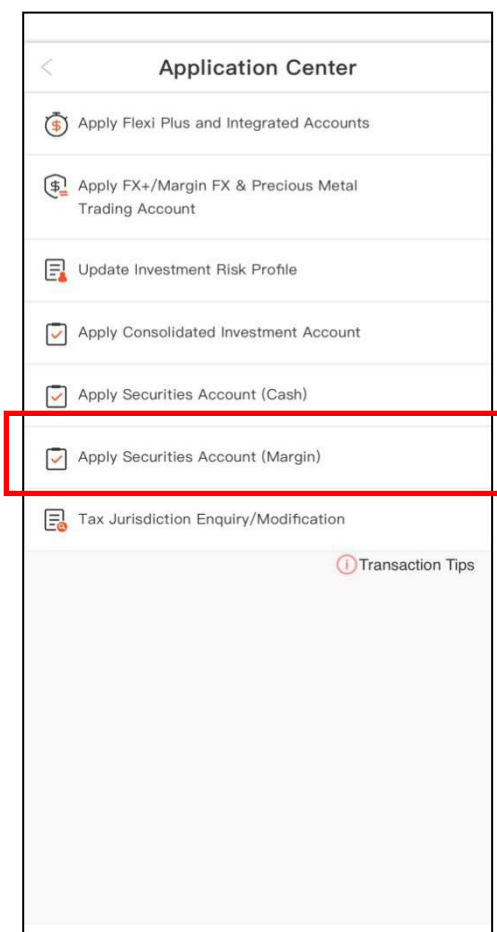 Application Center
Apply Flexi Plus and Integrated Accounts
Apply FX+/Margin FX & Precious Metal
Trading Account
Update Investment Risk Profile
Apply Consolidated Investment Account
Apply Securities Account (Cash)
Apply Securities Account (Margin)
Tax Jurisdiction Enquiry/Modification
Transaction Tips